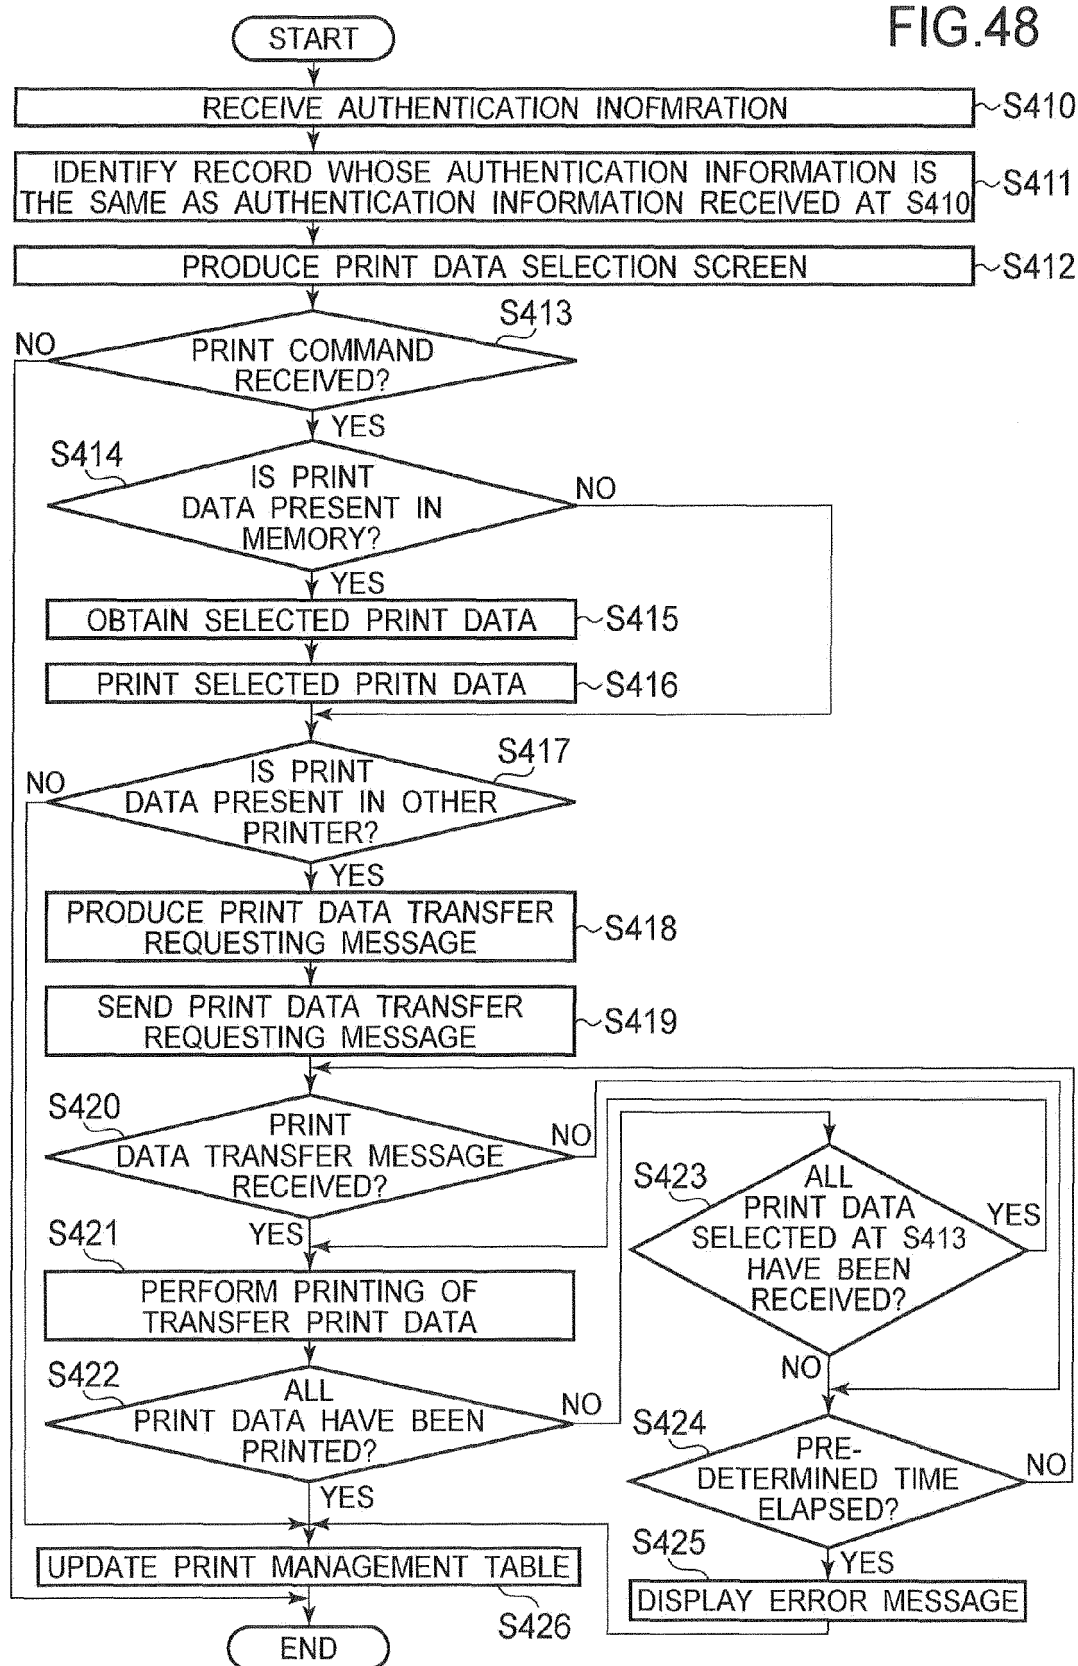 FIG.48
START
RECEIVE AUTHENTICATION INOFMRATION
S410
IDENTIFY RECORD WHOSE AUTHENTICATION INFORMATION IS
THE SAME AS AUTHENTICATION INFORMATION RECEIVED AT S410
S411
PRODUCE PRINT DATA SELECTION SCREEN
S412
S413
NO
PRINT COMMAND
RECEIVED?
YES
S414
IS PRINT
DATA PRESENT IN
MEMORY?
NO
YES
OBTAIN SELECTED PRINT DATA
S415
PRINT SELECTED PRITN DATA
S416
S417
NO
IS PRINT
DATA PRESENT IN OTHER
PRINTER?
YES
PRODUCE PRINT DATA TRANSFER
REQUESTING MESSAGE
S418
SEND PRINT DATA TRANSFER
REQUESTING MESSAGE
S419
S420
PRINT
DATA TRANSFER MESSAGE
RECEIVED?
NO
YES
S421
PERFORM PRINTING OF
TRANSFER PRINT DATA
S422
ALL
PRINT DATA HAVE BEEN
PRINTED?
NO
YES
S423
ALL
PRINT DATA
SELECTED AT S413
HAVE BEEN
RECEIVED?
YES
NO
S424
PRE-
DETERMINED TIME
ELAPSED?
NO
YES
S425
DISPLAY ERROR MESSAGE
UPDATE PRINT MANAGEMENT TABLE
S426
END